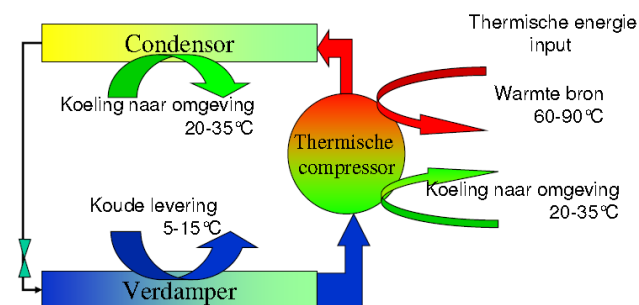 Condensor
Koeling naar omgeving
20-35°C
Thermische energie
input
Warmte bron
60-90°C
Thermische
compressor
Koeling naar omgeving
20-35°C
Koude levering
5-15°C
Verdamper